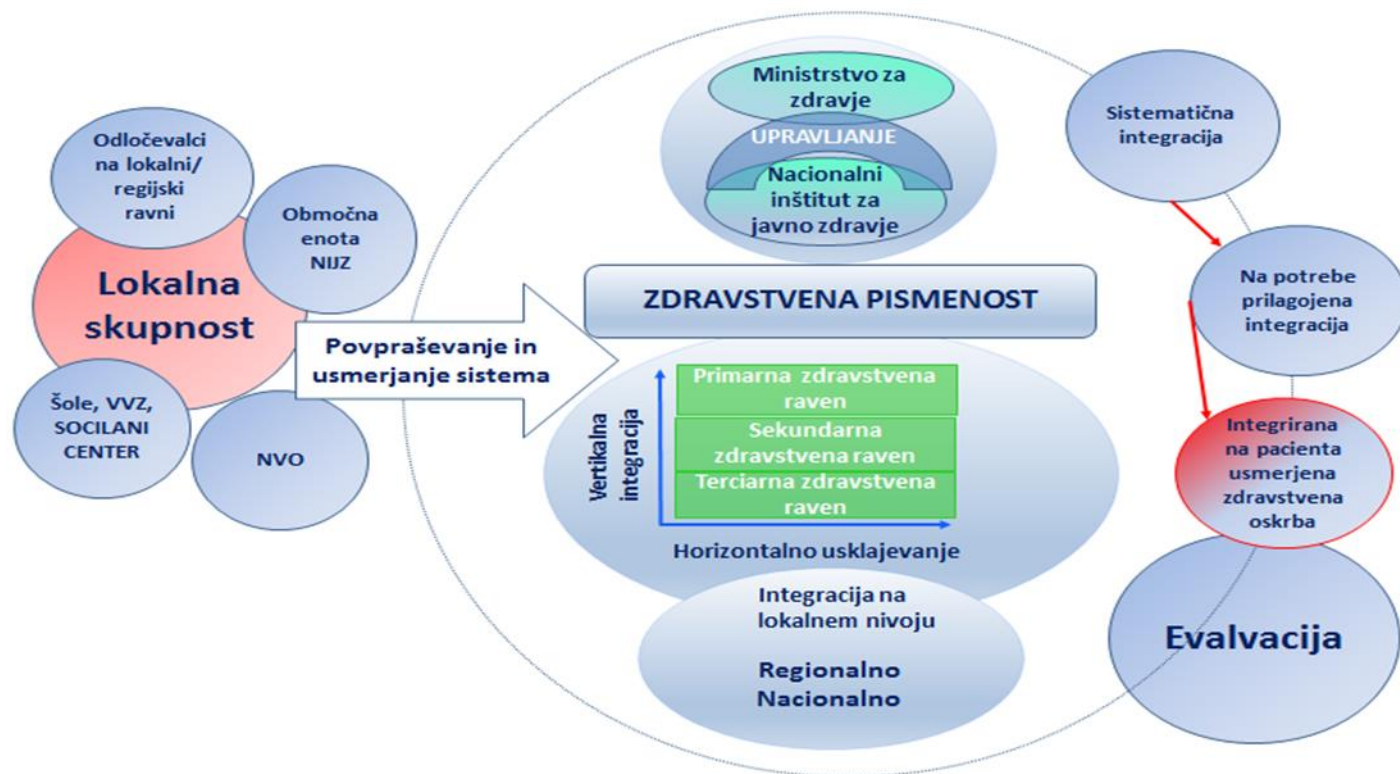 Odločevalci
na lokalni/
regijski
ravni
Območna
enota
NIJZ
Lokalna
skupnost
Šole, VVZ,
SOCILANI
CENTER
NVO
Povpraševanje in
usmerjanje sistema
Ministrstvo za
zdravje
UPRAVLJANJE
Nacionalni
inštitut za
javno zdravje
ZDRAVSTVENA PISMENOST
Vertikalna
integracija
Primarna zdravstvena
raven
Sekundarna
zdravstvena raven
Terciarna zdravstvena
raven
Horizontalno usklajevanje
Integracija na
lokalnem nivoju
Regionalno
Nacionalno
Sistematična
integracija
Na potrebe
prilagojena
integracija
Integrirana
na pacienta
usmerjena
zdravstvena
oskrba
Evalvacija